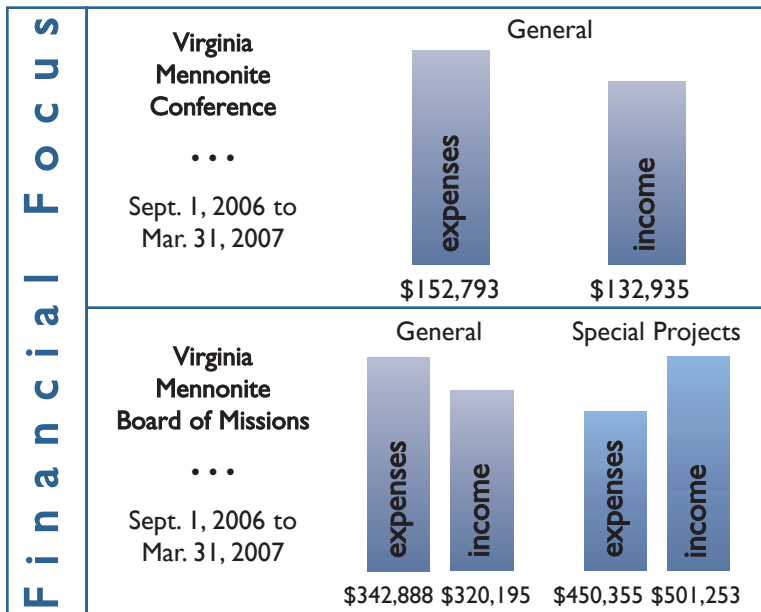 Financial Focus
Virginia
Mennonite
Conference
• • •
Sept. 1, 2006 to
Mar. 31, 2007
General
expenses
income
$152,793
$132,935
Virginia
Mennonite
Board of Missions
• • •
Sept. 1, 2006 to
Mar. 31, 2007
General
expenses
income
$342,888
$320,195
Special Projects
expenses
income
$450,355
$501,253